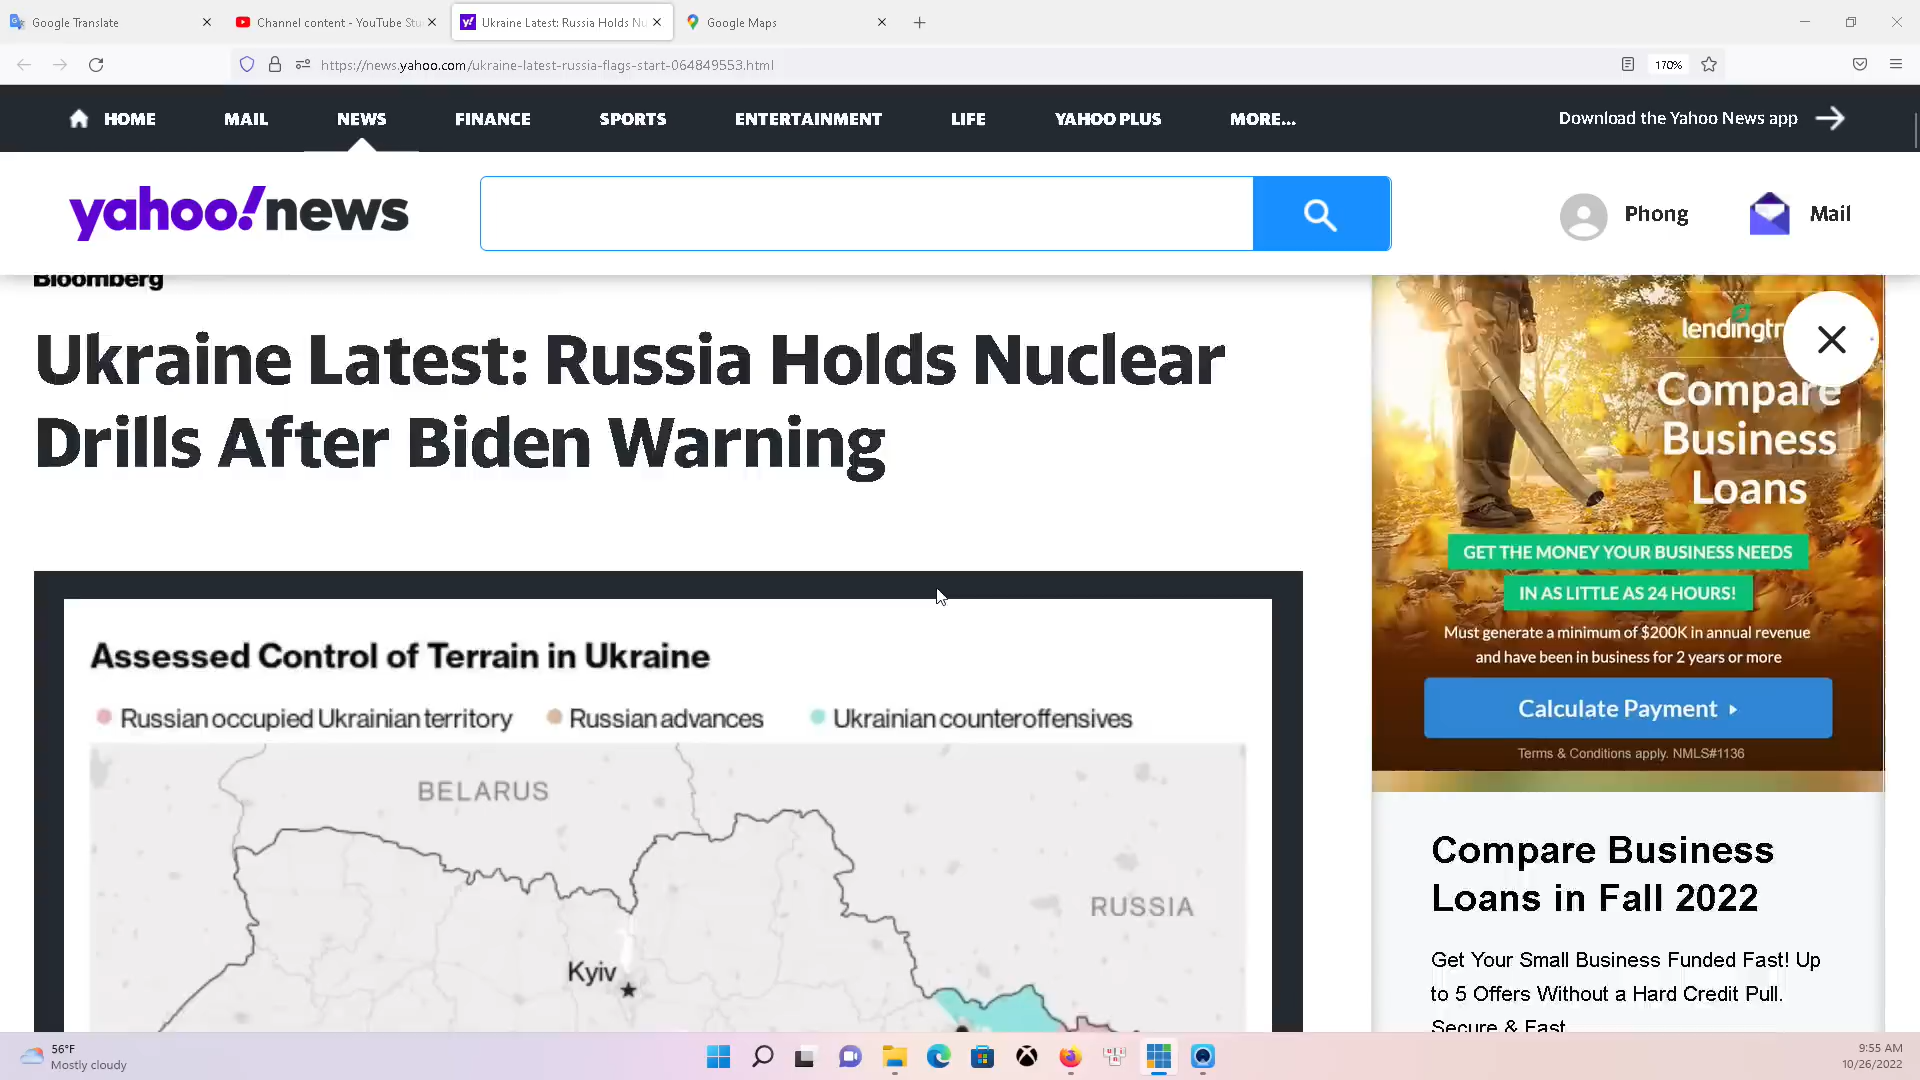 Google Translate
Channel content - YouTube Stu
Ukraine Latest: Russia Holds Nu
Google Maps
https://news.yahoo.com/ukraine-latest-russia-flags-start-064849553.html
170%
HOME
MAIL
NEWS
FINANCE
SPORTS
ENTERTAINMENT
LIFE
YAHOO PLUS
MORE...
Download the Yahoo News app
yahoo!news
Phong
Mail
Bloomberg
Ukraine Latest: Russia Holds Nuclear
Drills After Biden Warning
Assessed Control of Terrain in Ukraine
Russian occupied Ukrainian territory
Russian advances
Ukrainian counteroffensives
BELARUS
RUSSIA
Kyiv
lendingtr
Compare
Business
Loans
GET THE MONEY YOUR BUSINESS NEEDS
IN AS LITTLE AS 24 HOURS!
Must generate a minimum of $200K in annual revenue
and have been in business for 2 years or more
Calculate Payment
Terms & Conditions apply. NMLS#1136
Compare Business
Loans in Fall 2022
Get Your Small Business Funded Fast! Up
to 5 Offers Without a Hard Credit Pull.
Secure & Fast
56°F
Mostly cloudy
9:55 AM
10/26/2022